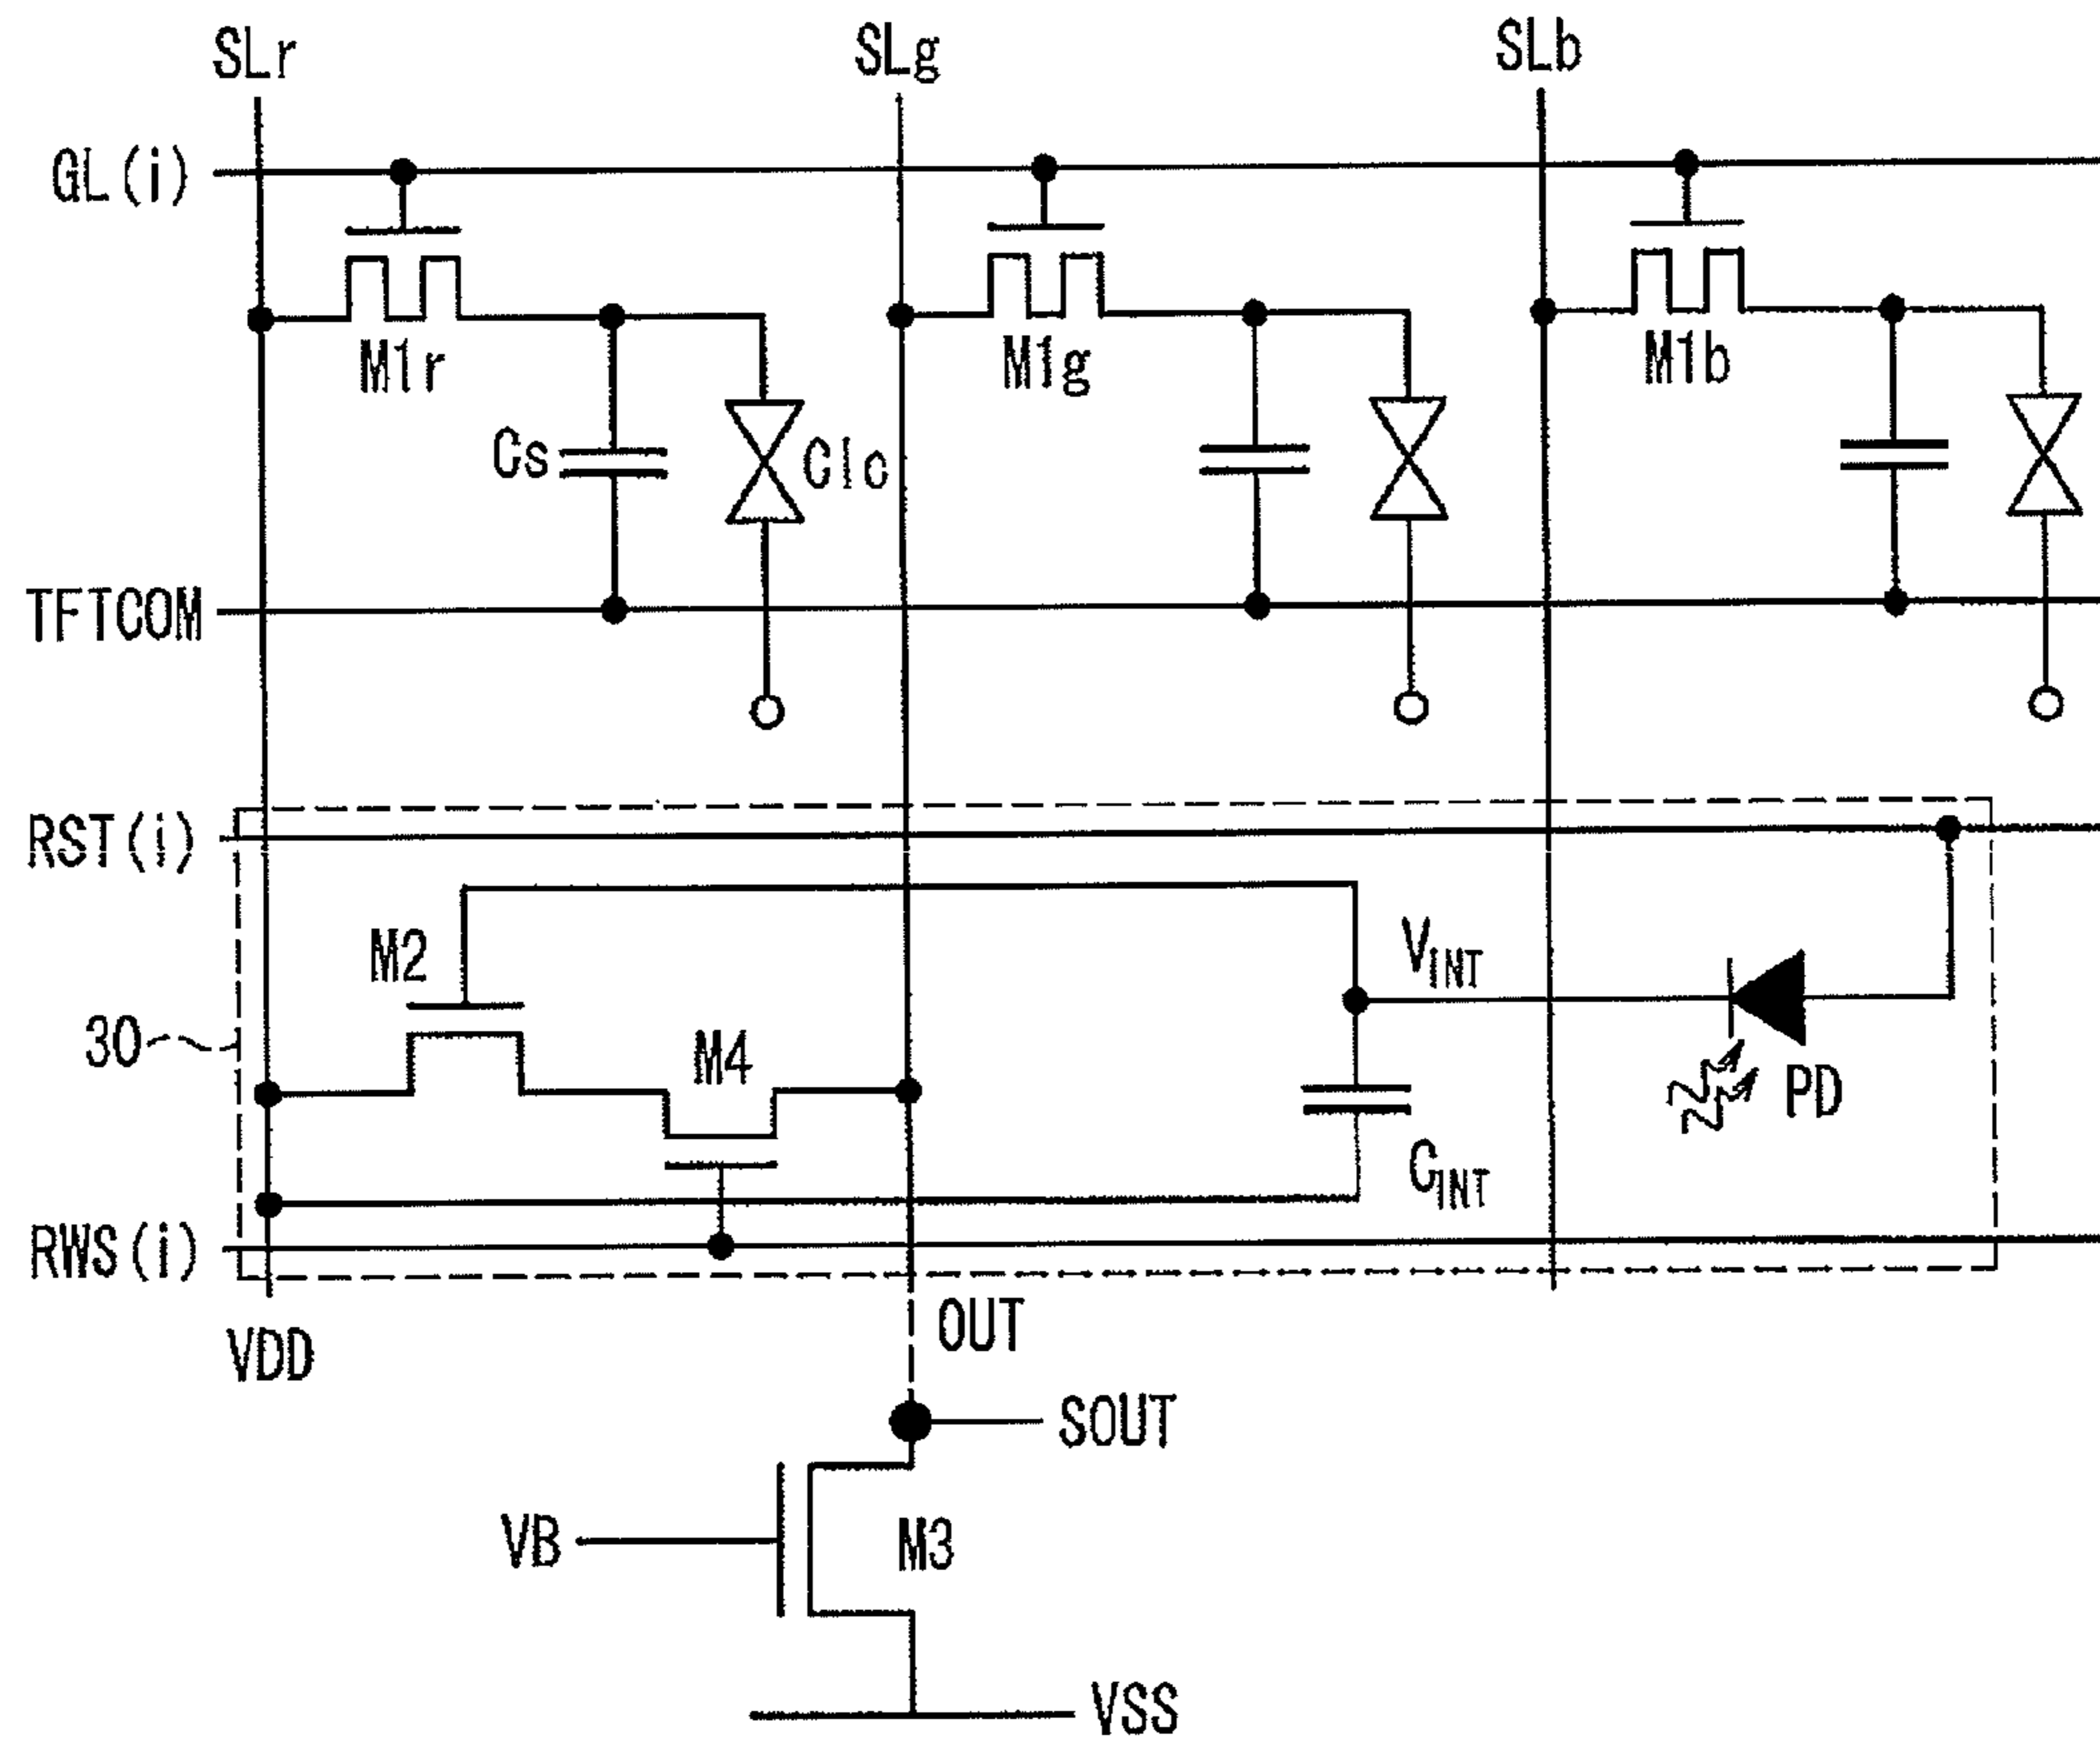 SLr
SLg
SLb
GL(i)
M1r
M1g
M1b
Cs
Clc
TFTCOM
RST(i)
M2
VINT
30
M4
PD
CINT
RWS(i)
VDD
OUT
SOUT
VB
M3
VSS